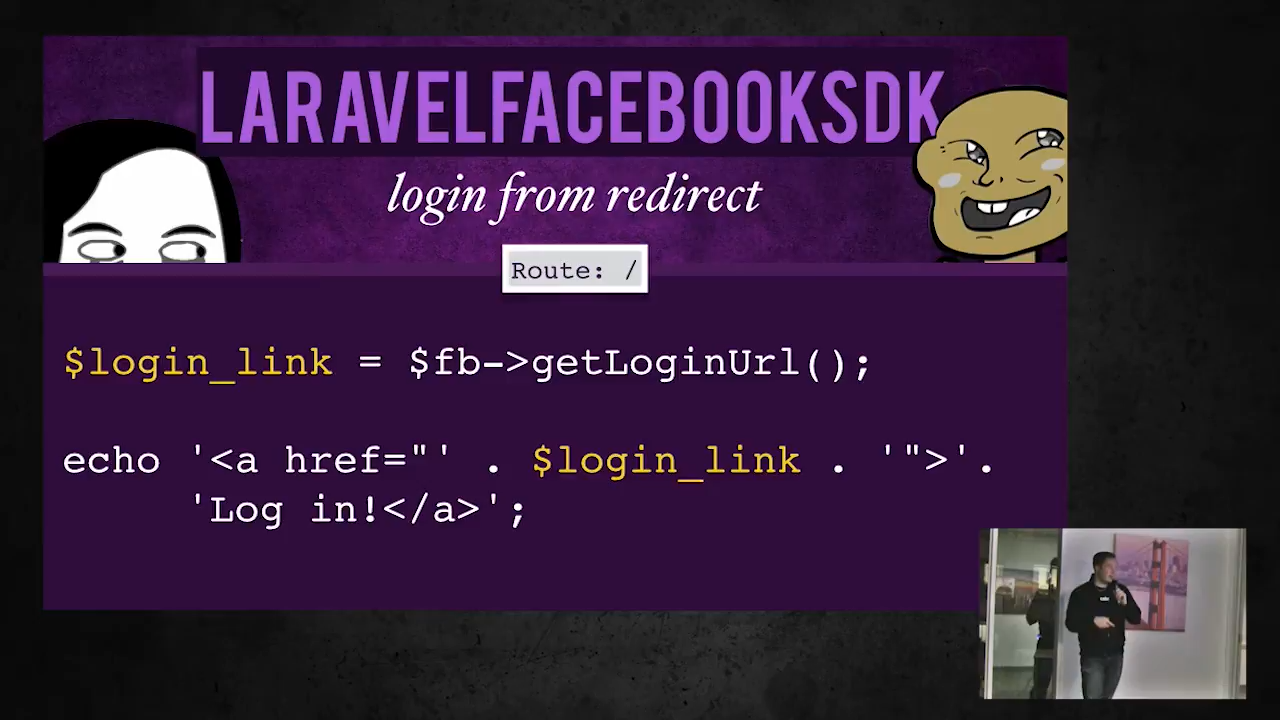 LARAVELFACEBOOKSDK
login from redirect
Route: /
$login_link = $fb->getLoginUrl();
echo '<a href="' . $login_link . '">'.
'Log in!</a>';